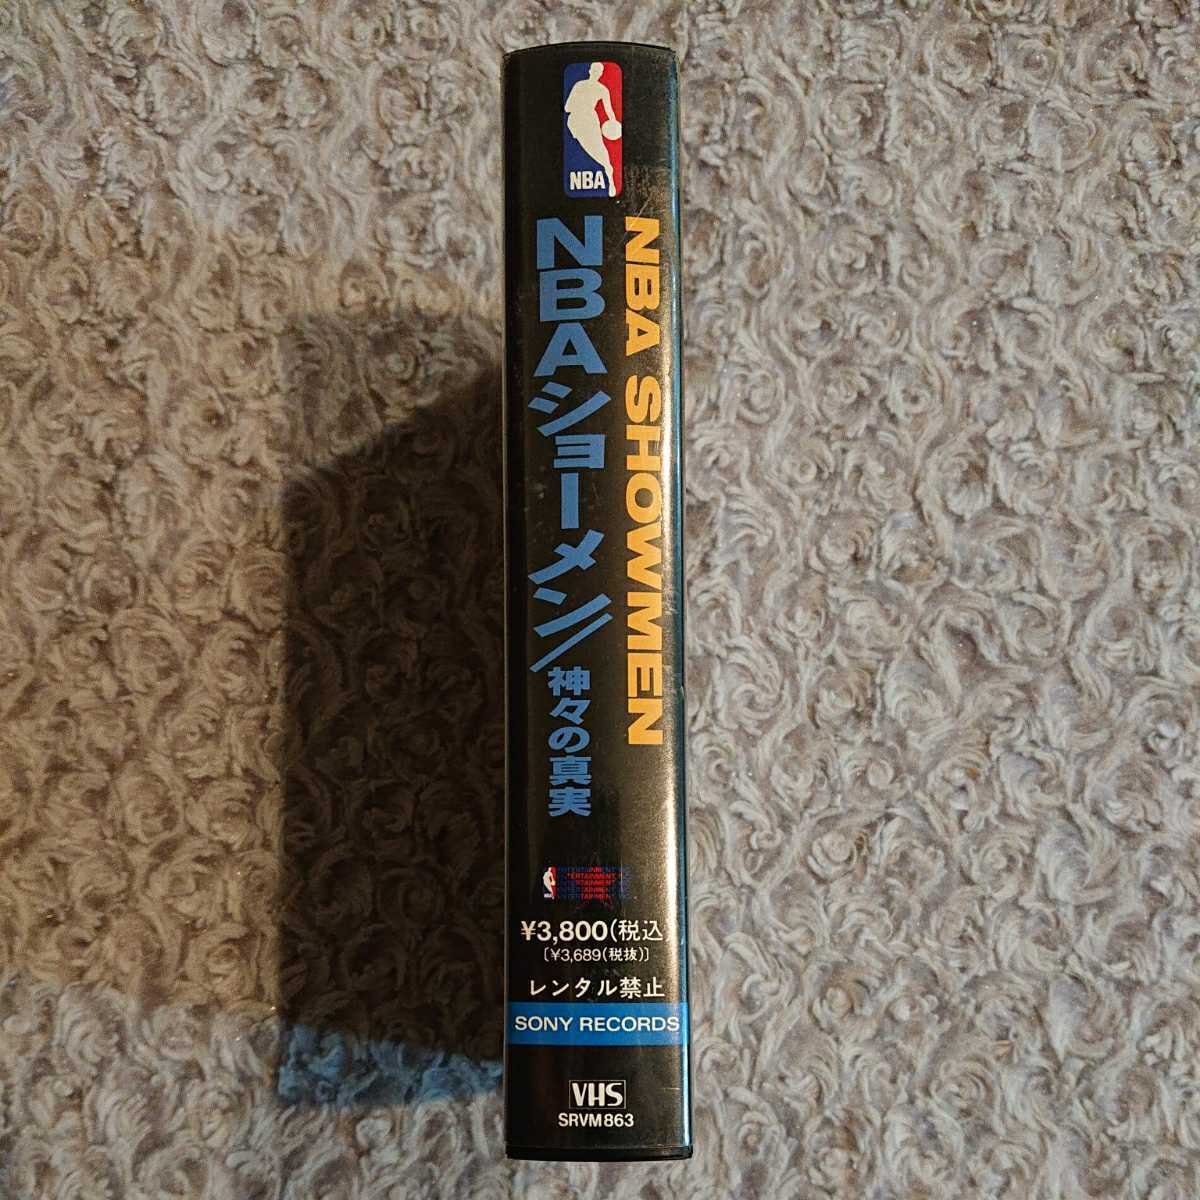 NBA
NBA SHOWMEN
NBAショーメン/神々の真実
ENTERTAINMENT
¥3,800(税込)
〔¥3,689(税抜)〕
レンタル禁止
SONY RECORDS
VHS
SRVM863